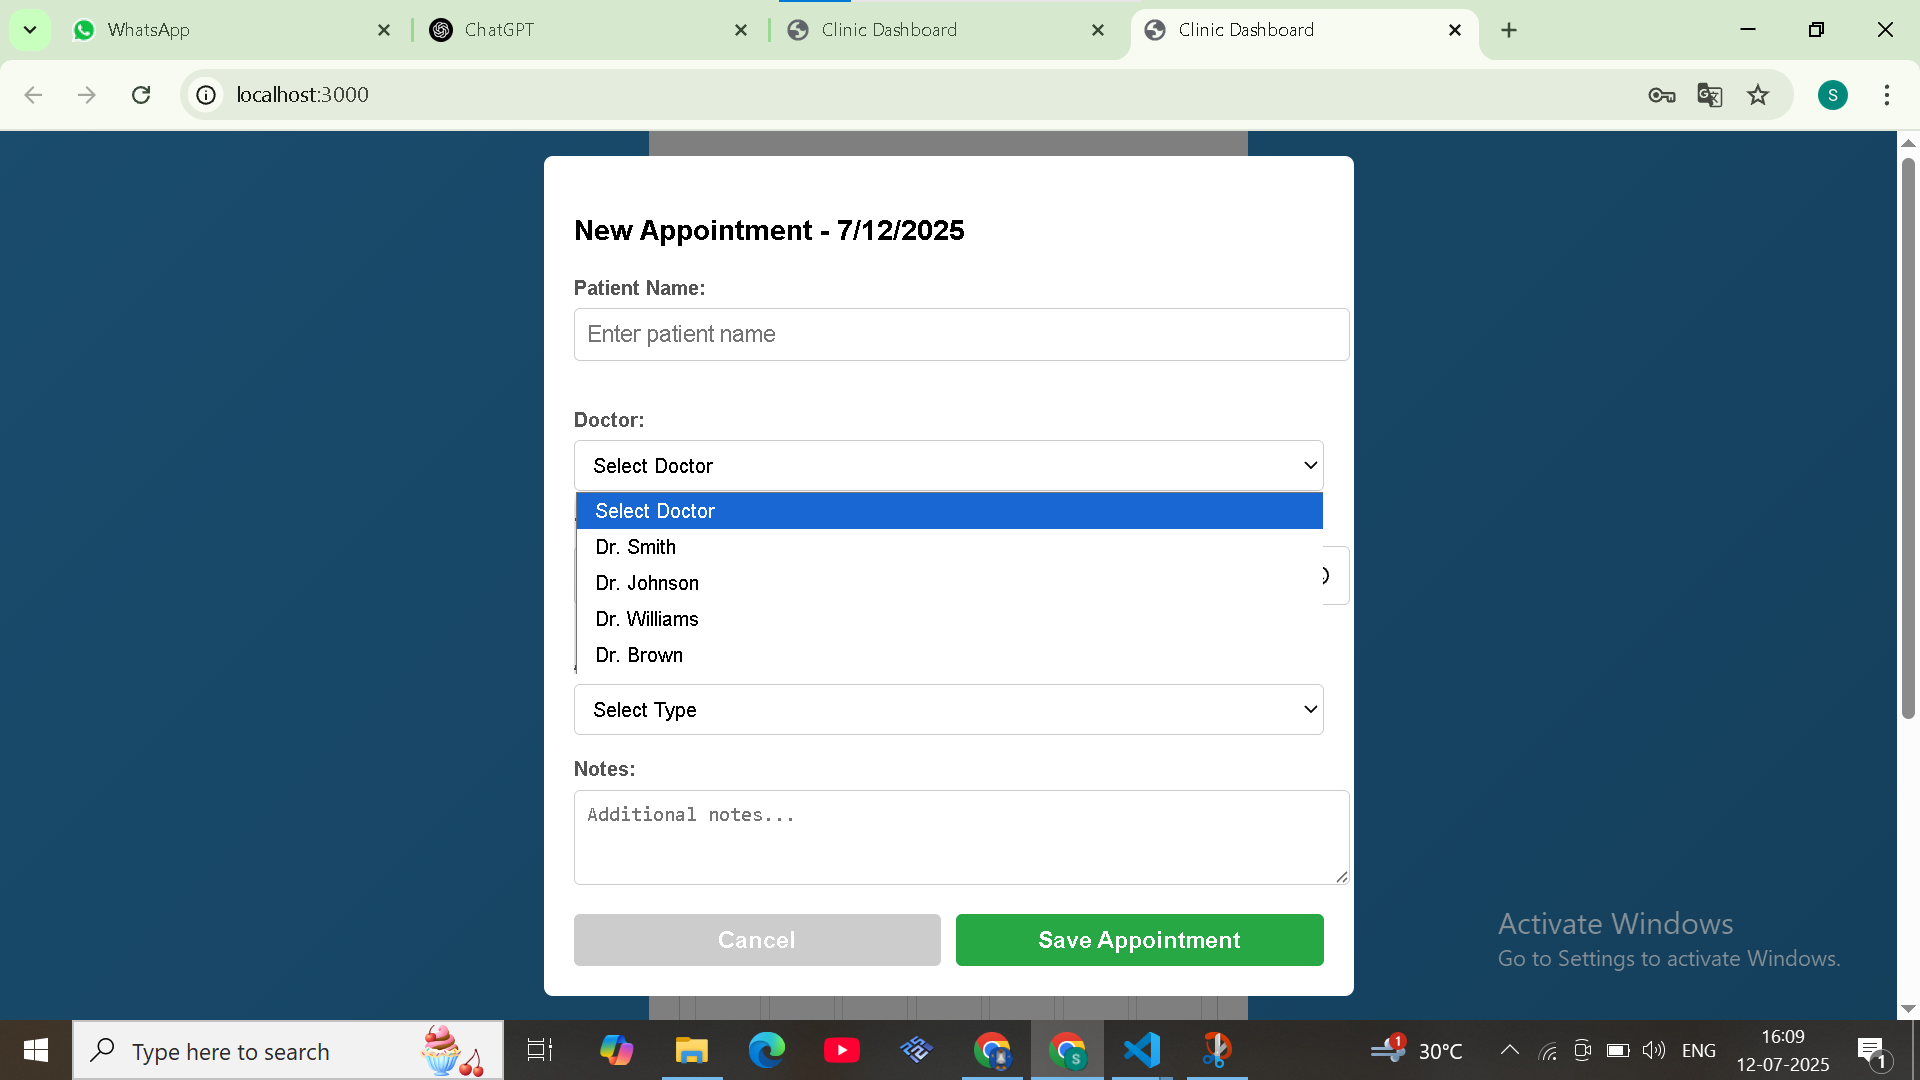 WhatsApp
ChatGPT
Clinic Dashboard
Clinic Dashboard
localhost:3000
S
New Appointment - 7/12/2025
Patient Name:
Enter patient name
Doctor:
Select Doctor
Select Doctor
Dr. Smith
Dr. Johnson
Dr. Williams
Dr. Brown
Select Type
Notes:
Additional notes...
Cancel
Save Appointment
Activate Windows
Go to Settings to activate Windows.
Type here to search
S
1
30°C
ENG
16:09
12-07-2025
1